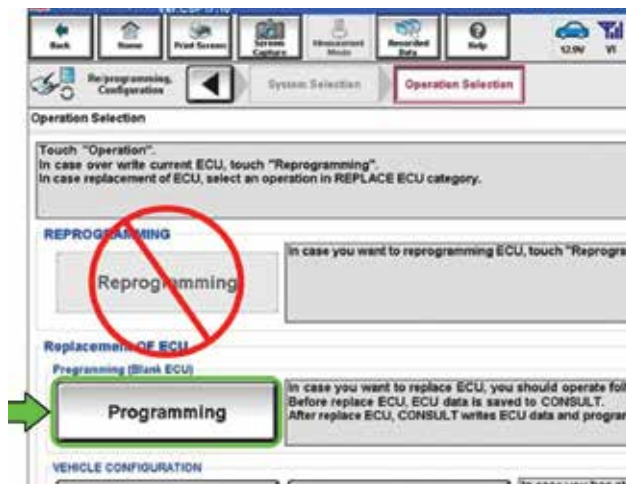 Back
Home
Print Screen
Screen Capture
Measurement Mode
Recorded Data
Help
12.9V
VI
Re/programming, Configuration
System Selection
Operation Selection
Operation Selection
Touch "Operation".
In case over write current ECU, touch "Reprogramming".
In case replacement of ECU, select an operation in REPLACE ECU category.
REPROGRAMMING
Reprogramming
In case you want to reprogramming ECU, touch "Reprogra
Replacement OF ECU
Programming (Blank ECU)
Programming
In case you want to replace ECU, you should operate foll
Before replace ECU, ECU data is saved to CONSULT.
After replace ECU, CONSULT writes ECU data and program
VEHICLE CONFIGURATION